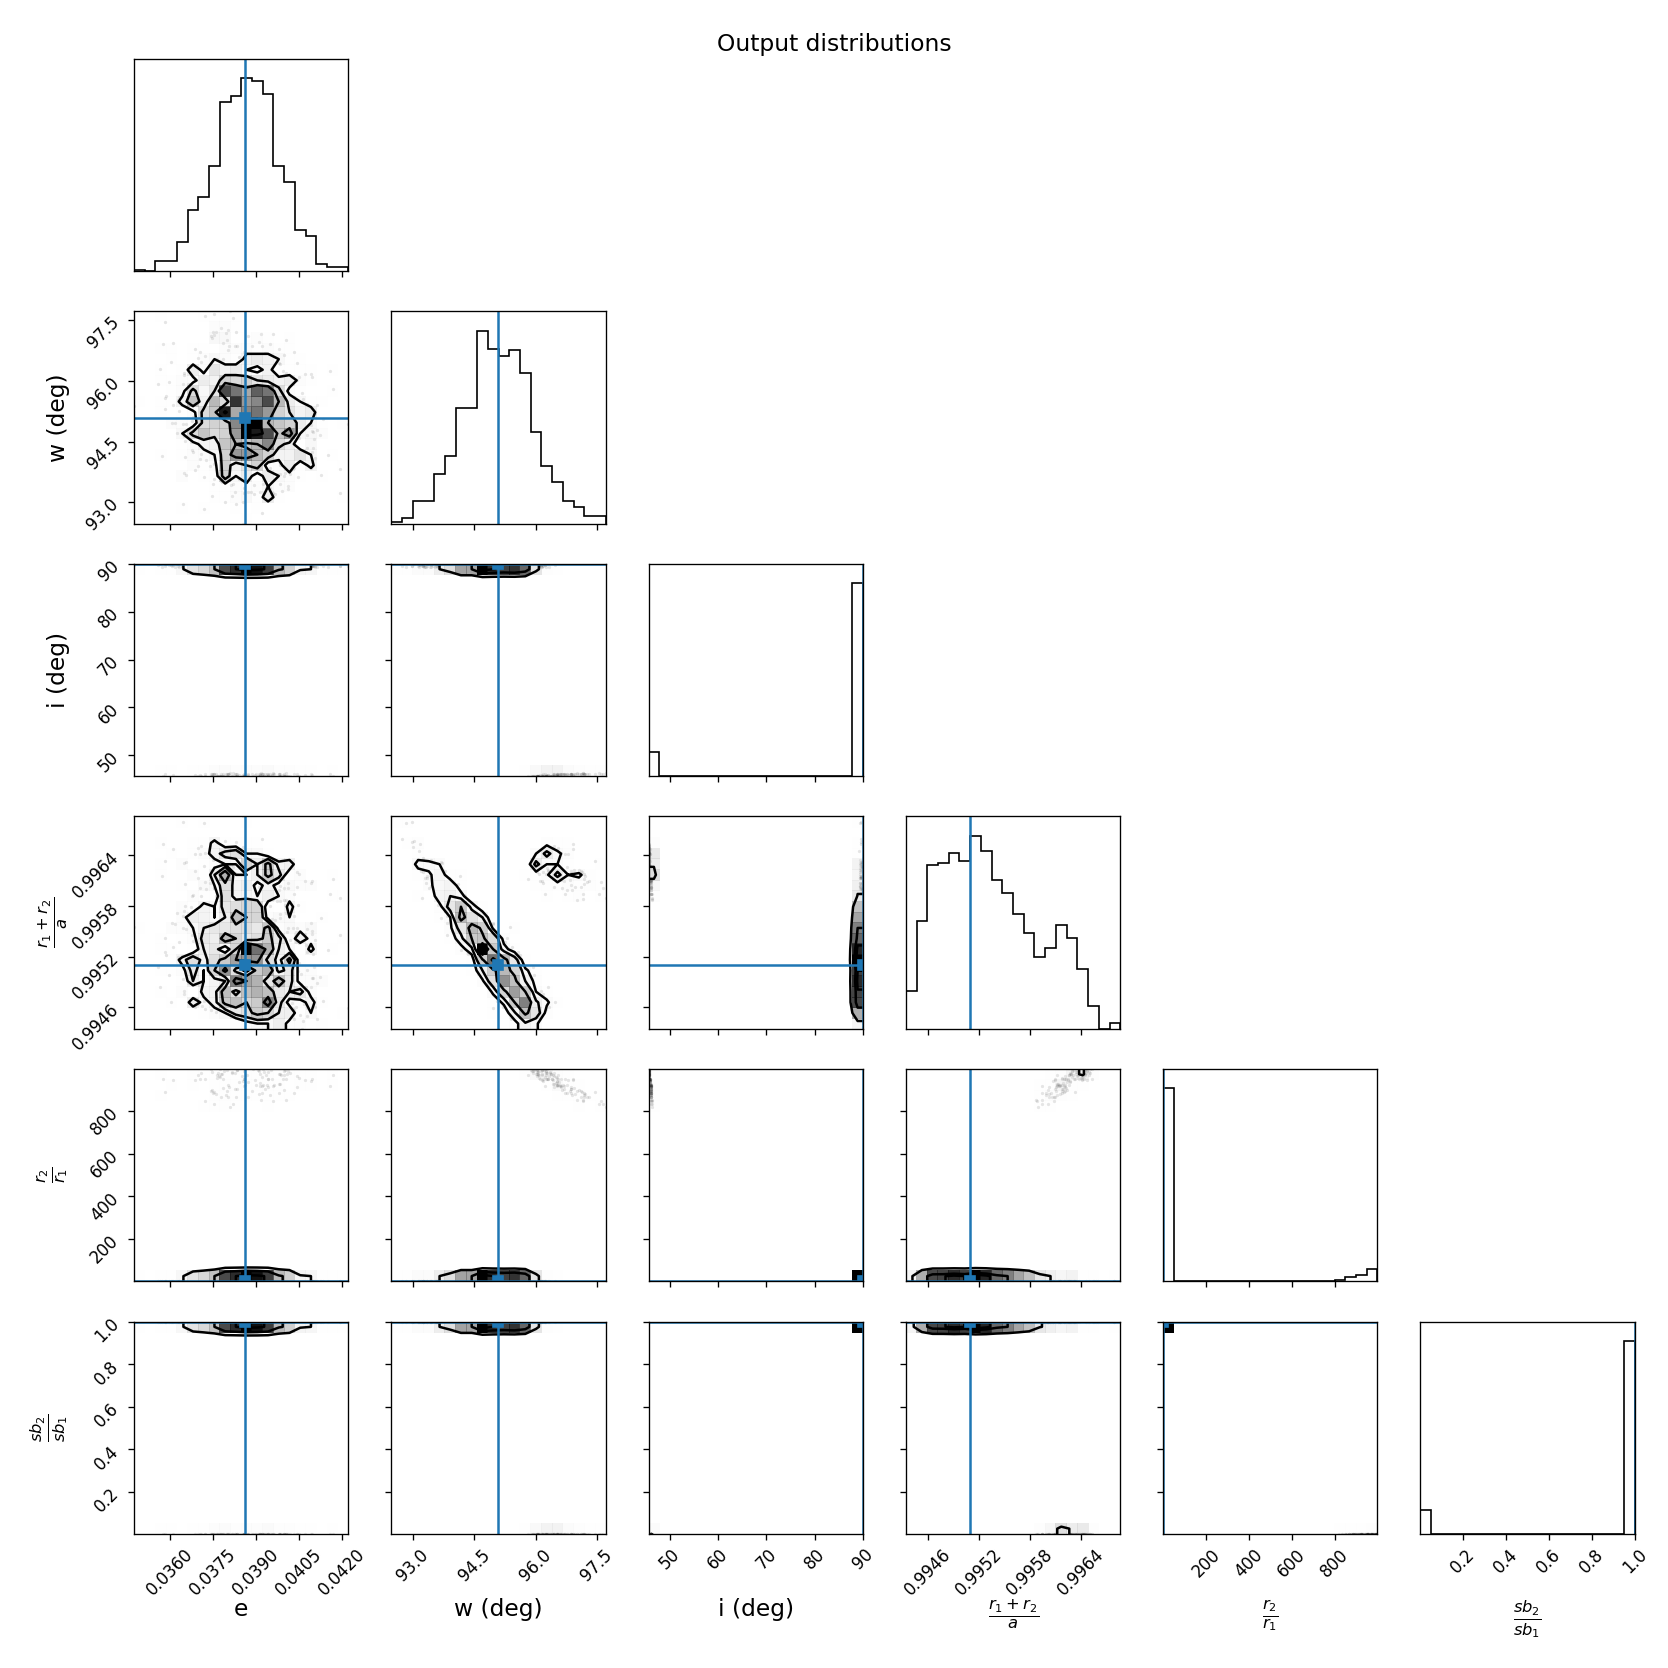 Output distributions
97.5
96.0
94.5
93.0
w (deg)
90
80
70
60
50
i (deg)
0.9964
0.9958
0.9952
0.9946
r₁ + r₂
a
800
600
400
200
r₂
r₁
1.0
0.8
0.6
0.4
0.2
sb₂
sb₁
0.0360 0.0375 0.0390 0.0405 0.0420
93.0 94.5 96.0 97.5
50 60 70 80 90
0.9946 0.9952 0.9958 0.9964
200 400 600 800
0.2 0.4 0.6 0.8 1.0
e
w (deg)
i (deg)
r₁ + r₂
a
r₂
r₁
sb₂
sb₁